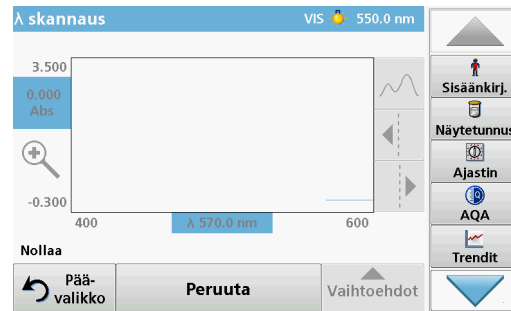 λ skannaus
VIS 550.0 nm
3.500
0.000
Abs
-0.300
400
λ 570.0 nm
600
Nollaa
Pää-
valikko
Peruuta
Vaihtoehdot
Sisäänkirj.
Näytetunnus
Ajastin
AQA
Trendit